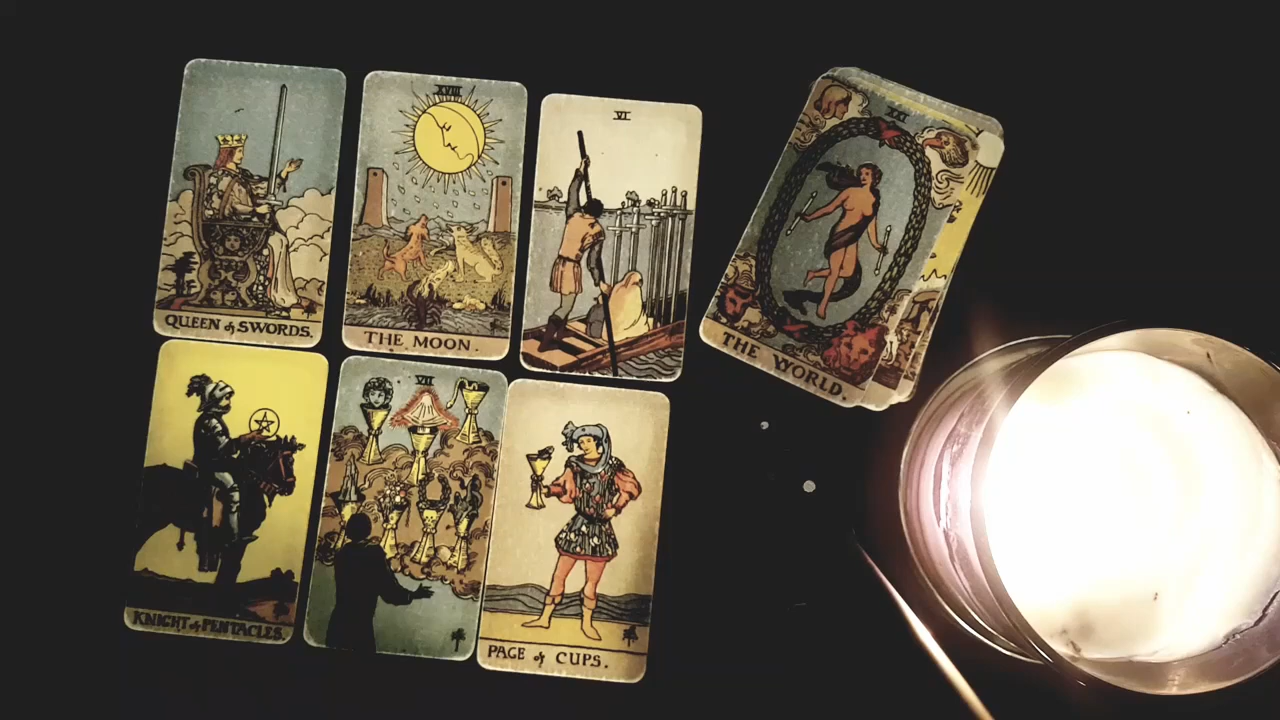 QUEEN of SWORDS.
XVIII
THE MOON.
VI
XXI
THE WORLD.
KNIGHT of PENTACLES.
VII
PAGE of CUPS.